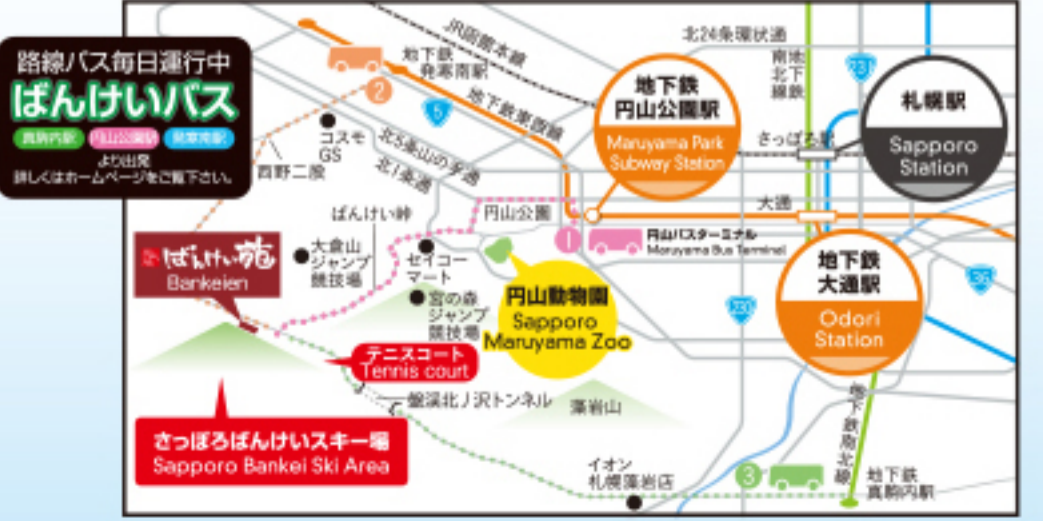 路線バス毎日運行中
ばんけいバス
真駒内駅
円山公園駅
発寒南駅
より出発
詳しくはホームページをご覧下さい。
JR函館本線
北24条環状通
地下鉄
発寒南駅
2
5
地下鉄東西線
南北線
地下鉄
231
地下鉄
円山公園駅
Maruyama Park
Subway Station
札幌駅
Sapporo
Station
さっぽろ駅
コスモ
GS
西野二股
北5条山の手通
北1条通
ばんけい峠
円山公園
大通
1
円山バスターミナル
Maruyama Bus Terminal
ばんけい苑
Bankeien
大倉山
ジャンプ
競技場
セイコー
マート
宮の森
ジャンプ
競技場
円山動物園
Sapporo
Maruyama Zoo
230
36
地下鉄
大通駅
Odori
Station
テニスコート
Tennis court
盤渓北ノ沢トンネル
藻岩山
さっぽろばんけいスキー場
Sapporo Bankei Ski Area
イオン
札幌藻岩店
3
地下鉄南北線
地下鉄
真駒内駅